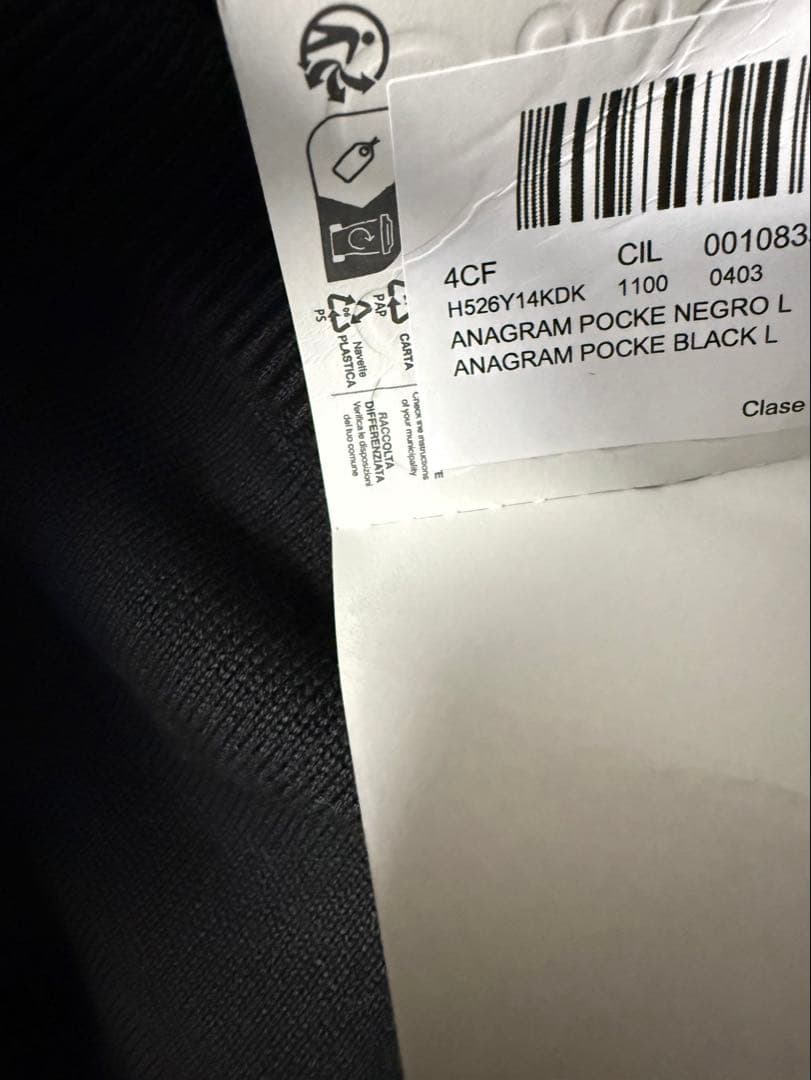 4CF CIL 001083
H526Y14KDK 1100 0403
ANAGRAM POCKE NEGRO L
ANAGRAM POCKE BLACK L
Clase
PAP
CARTA
PS
Navette
PLASTICA
RACCOLTA
DIFFERENZIATA
Verifica le disposizioni
del tuo comune
Check the instructions
of your municipality